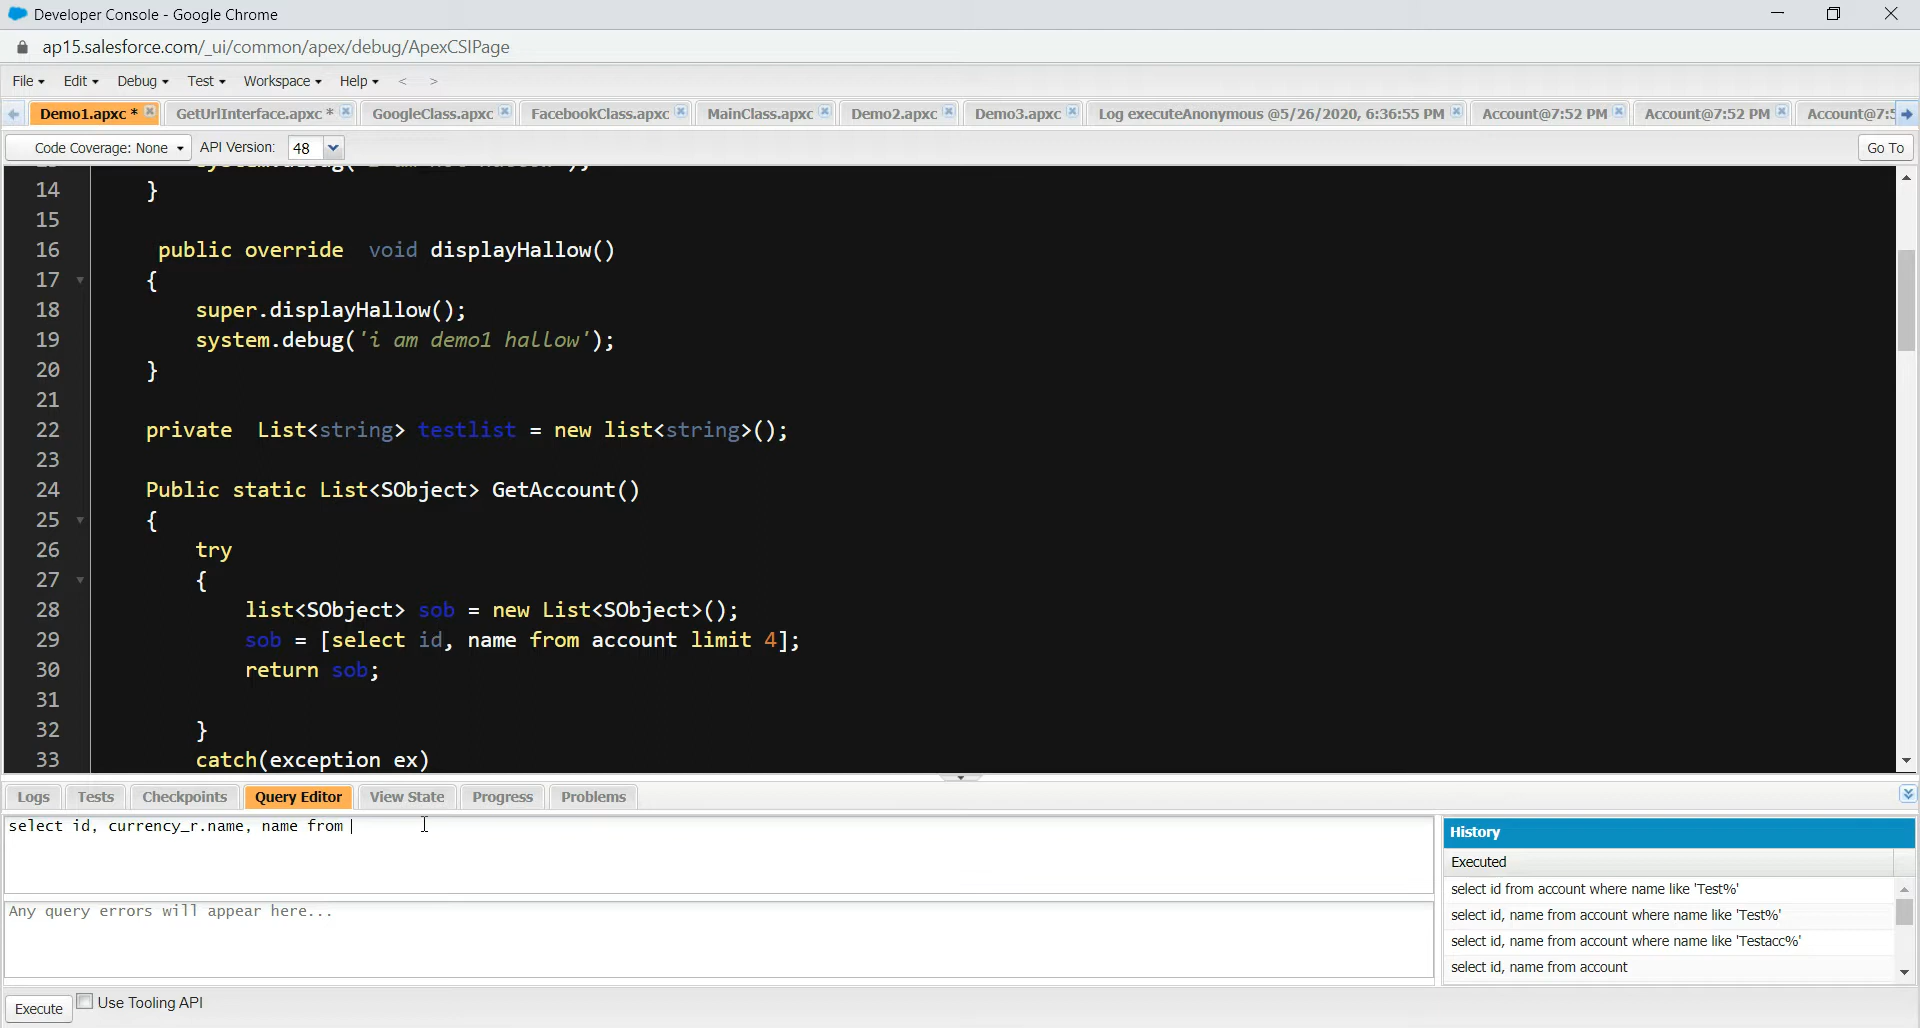 Developer Console - Google Chrome
ap15.salesforce.com/_ui/common/apex/debug/ApexCSIPage
File Edit Debug Test Workspace Help < >
Demo1.apxc * GetUrlInterface.apxc * GoogleClass.apxc FacebookClass.apxc MainClass.apxc Demo2.apxc Demo3.apxc Log executeAnonymous @5/26/2020, 6:36:55 PM Account@7:52 PM Account@7:52 PM Account@7:5
Code Coverage: None API Version: 48 Go To
14 }
15
16 public override void displayHallow()
17 {
18 super.displayHallow();
19 system.debug('i am demo1 hallow');
20 }
21
22 private List<string> testlist = new list<string>();
23
24 Public static List<SObject> GetAccount()
25 {
26 try
27 {
28 list<SObject> sob = new List<SObject>();
29 sob = [select id, name from account limit 4];
30 return sob;
31
32 }
33 catch(exception ex)
Logs Tests Checkpoints Query Editor View State Progress Problems
select id, currency_r.name, name from
Any query errors will appear here...
History
Executed
select id from account where name like 'Test%'
select id, name from account where name like 'Test%'
select id, name from account where name like 'Testacc%'
select id, name from account
Execute Use Tooling API